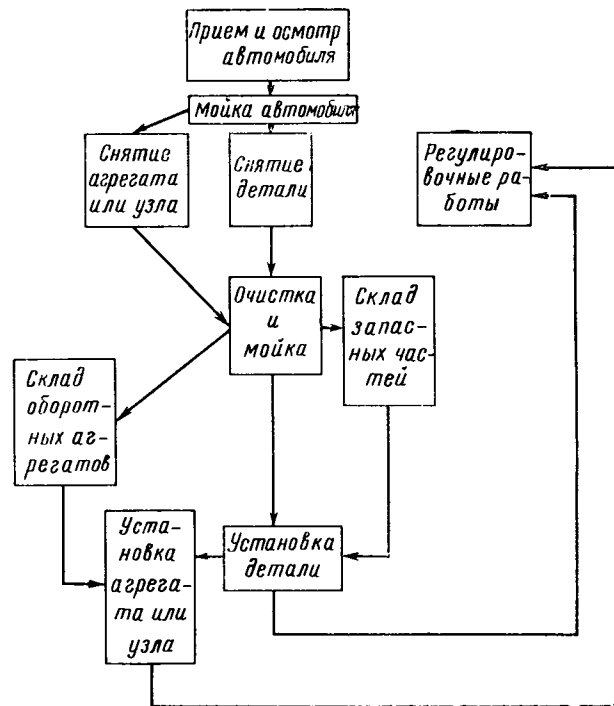 Прием и осмотр
автомобиля
Мойка автомобиля
Снятие
агрегата
или узла
Снятие
детали
Регулиро-
вочные ра-
боты
Очистка
и
мойка
Склад
запас-
ных час-
тей
Склад
оборот-
ных аг-
регатов
Уста-
новка
агрега-
та или
узла
Установка
детали